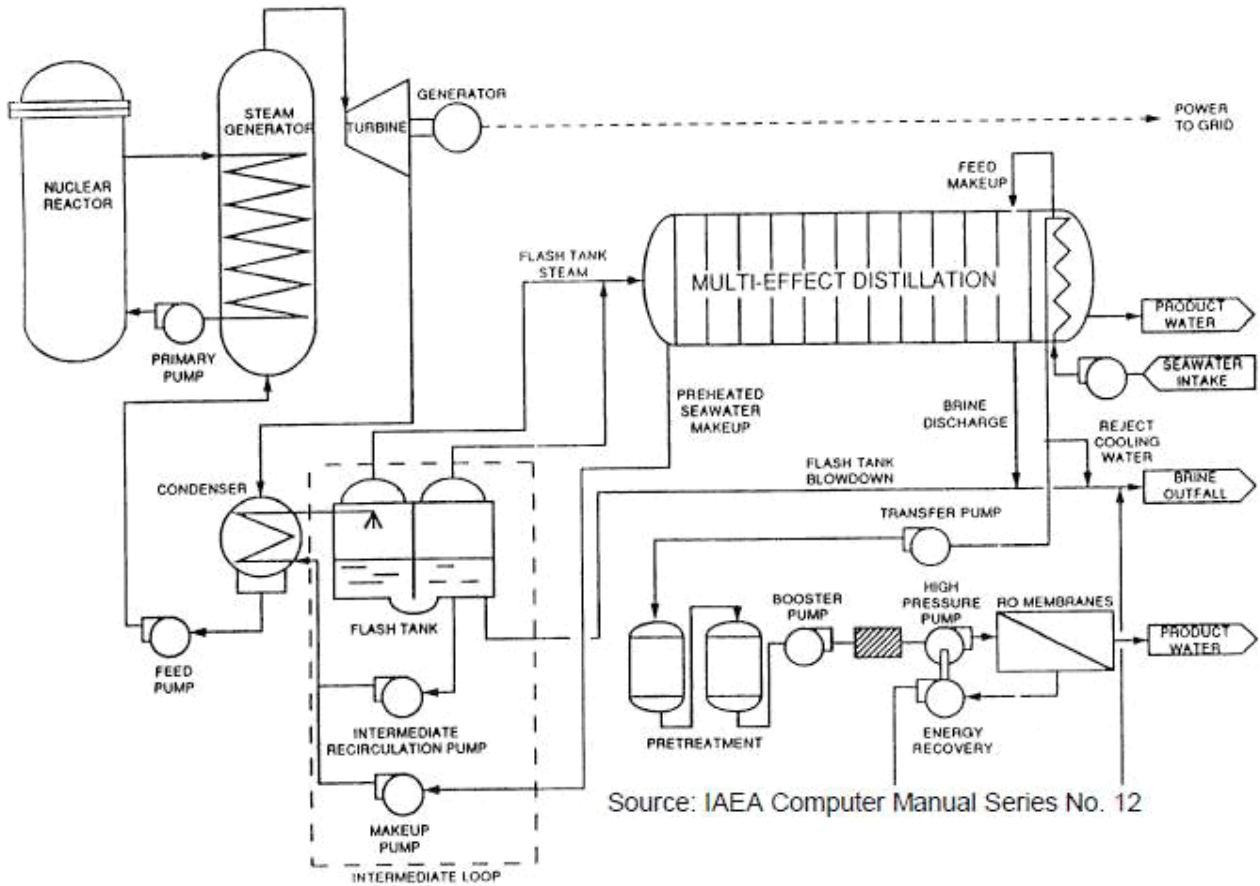 GENERATOR
STEAM
GENERATOR
TURBINE
POWER
TO GRID
NUCLEAR
REACTOR
FEED
MAKEUP
FLASH TANK
STEAM
MULTI-EFFECT DISTILLATION
PRODUCT
WATER
PRIMARY
PUMP
SEAWATER
INTAKE
PREHEATED
SEAWATER
MAKEUP
BRINE
DISCHARGE
REJECT
COOLING
WATER
CONDENSER
FLASH TANK
BLOWDOWN
BRINE
OUTFALL
TRANSFER PUMP
FLASH TANK
BOOSTER
PUMP
HIGH
PRESSURE
PUMP
RO MEMBRANES
PRODUCT
WATER
FEED
PUMP
INTERMEDIATE
RECIRCULATION PUMP
PRETREATMENT
ENERGY
RECOVERY
MAKEUP
PUMP
Source: IAEA Computer Manual Series No. 12
INTERMEDIATE LOOP